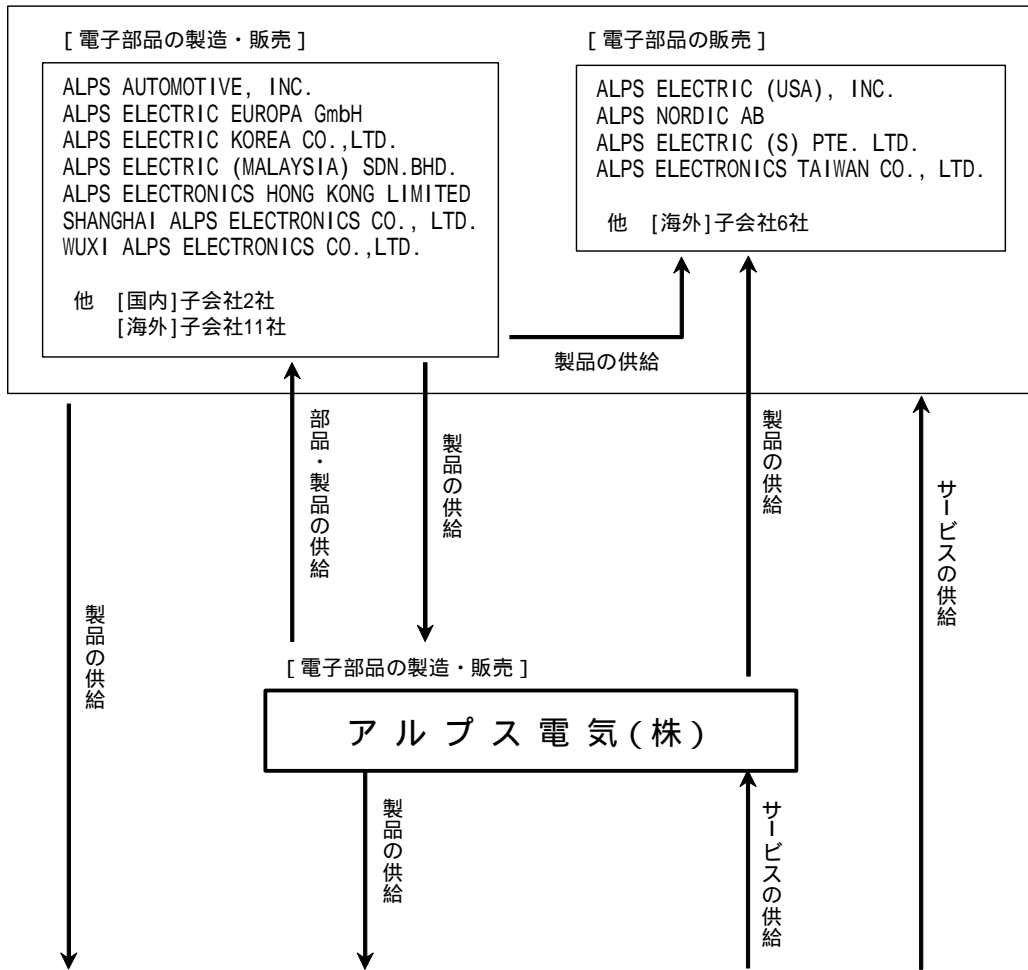 [ 電子部品の製造・販売 ]
ALPS AUTOMOTIVE, INC.
ALPS ELECTRIC EUROPA GmbH
ALPS ELECTRIC KOREA CO.,LTD.
ALPS ELECTRIC (MALAYSIA) SDN.BHD.
ALPS ELECTRONICS HONG KONG LIMITED
SHANGHAI ALPS ELECTRONICS CO., LTD.
WUXI ALPS ELECTRONICS CO.,LTD.
他 [国内]子会社2社
[海外]子会社11社
[ 電子部品の販売 ]
ALPS ELECTRIC (USA), INC.
ALPS NORDIC AB
ALPS ELECTRIC (S) PTE. LTD.
ALPS ELECTRONICS TAIWAN CO., LTD.
他 [海外]子会社6社
製品の供給
製品の供給
部品・製品の供給
製品の供給
製品の供給
サービスの供給
[ 電子部品の製造・販売 ]
アルプス電気(株)
製品の供給
サービスの供給